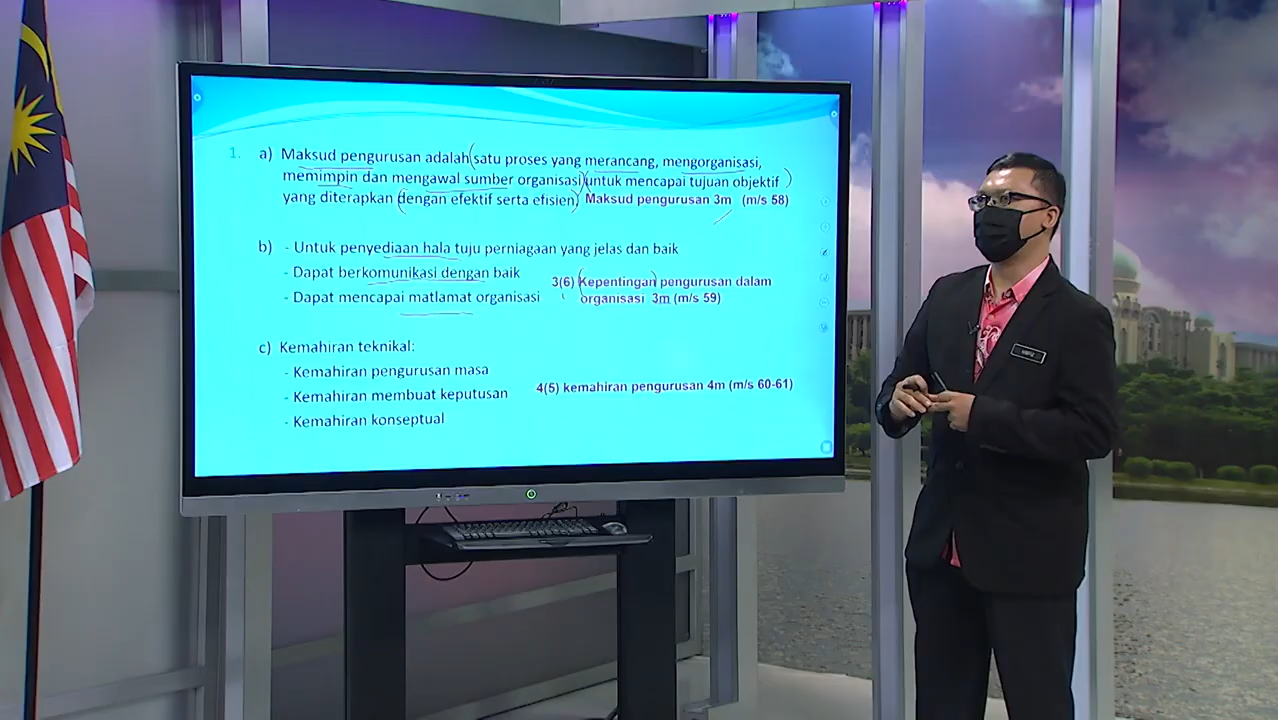 1. a) Maksud pengurusan adalah(satu proses yang merancang, mengorganisasi,
memimpin dan mengawal sumber organisasi)(untuk mencapai tujuan objektif )
yang diterapkan (dengan efektif serta efisien) Maksud pengurusan 3m (m/s 58)
b) - Untuk penyediaan hala tuju perniagaan yang jelas dan baik
- Dapat berkomunikasi dengan baik
- Dapat mencapai matlamat organisasi
3(6) (Kepentingan) pengurusan dalam
organisasi 3m (m/s 59)
c) Kemahiran teknikal:
- Kemahiran pengurusan masa
- Kemahiran membuat keputusan
- Kemahiran konseptual
4(5) kemahiran pengurusan 4m (m/s 60-61)